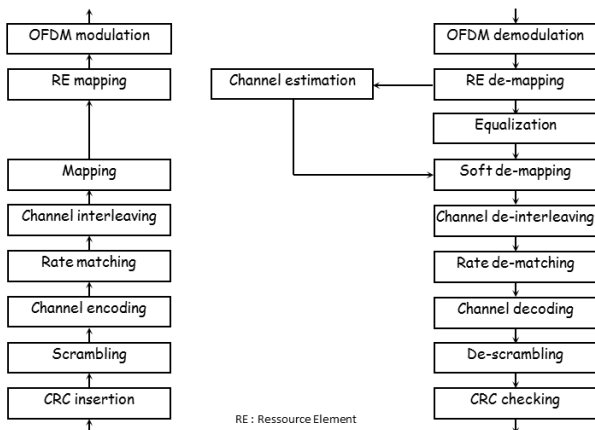 OFDM modulation
RE mapping
Mapping
Channel interleaving
Rate matching
Channel encoding
Scrambling
CRC insertion
Channel estimation
OFDM demodulation
RE de-mapping
Equalization
Soft de-mapping
Channel de-interleaving
Rate de-matching
Channel decoding
De-scrambling
CRC checking
RE : Ressource Element